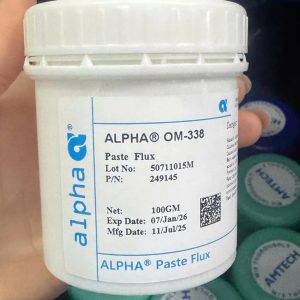 alpha®
ALPHA® OM-338
Paste Flux
Lot No: 50711015M
P/N: 249145
Net: 100GM
Exp Date: 07/Jan/26
Mfg Date: 11/Jul/25
ALPHA® Paste Flux
AMTECH
AMTECH